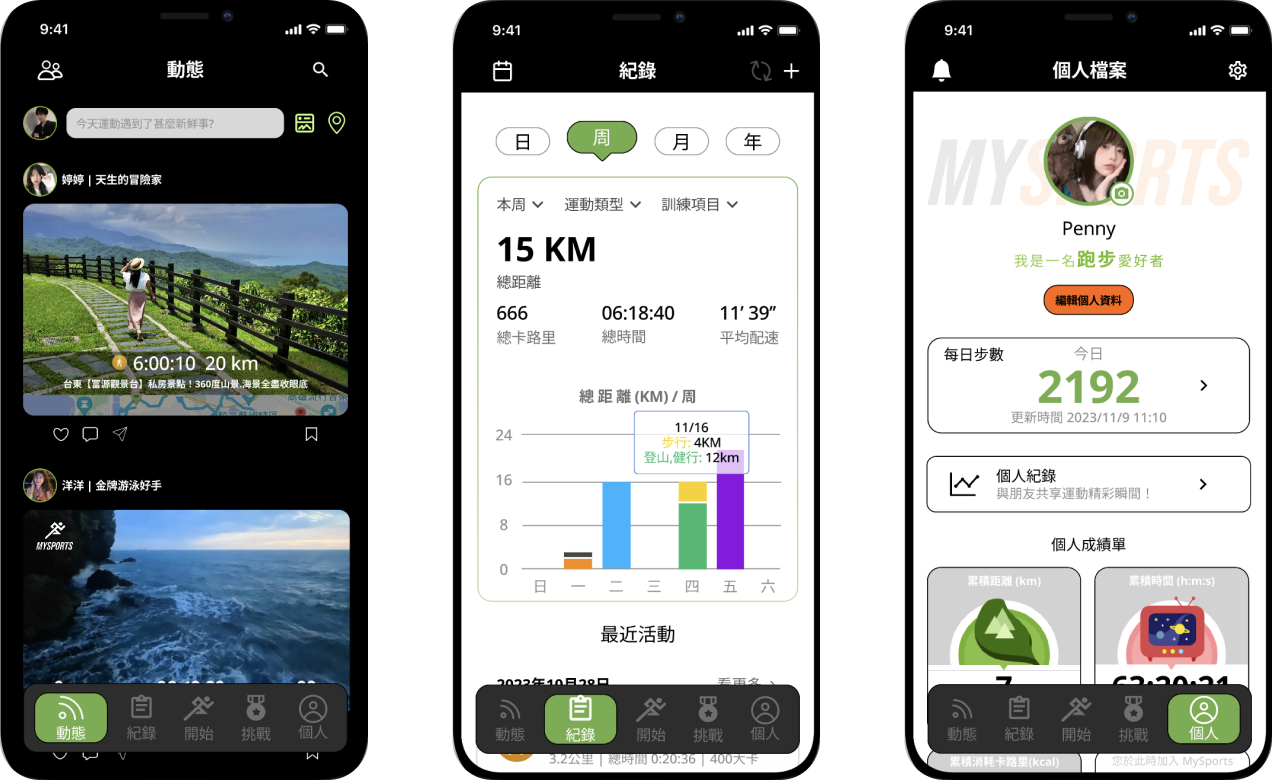 9:41
動態
今天運動遇到了甚麼新鮮事?
婷婷 | 天生的冒險家
6:00:10 20 km
台東【富源觀景台】私房景點！360度山景.海景全盡收眼底
洋洋 | 金牌游泳好手
MYSPORTS
動態 紀錄 開始 挑戰 個人
9:41
紀錄
日 周 月 年
本周 運動類型 訓練項目
15 KM
總距離
666 06:18:40 11’ 39”
總卡路里 總時間 平均配速
總 距 離 (KM) / 周
11/16
步行: 4KM
登山,健行: 12km
24
16
8
0
日 一 二 三 四 五 六
最近活動
2023年10月28日 看更多
動態 紀錄 開始 挑戰 個人
3.2公里 | 總時間 0:20:36 | 400大卡
9:41
個人檔案
MYSPORTS
Penny
我是一名跑步愛好者
編輯個人資料
每日步數 今日
2192
更新時間 2023/11/9 11:10
個人紀錄
與朋友共享運動精彩瞬間！
個人成績單
累積距離 (km) 累積時間 (h:m:s)
7 63:20:21
動態 紀錄 開始 挑戰 個人
累積消耗卡路里(kcal) 您於此時加入 MySports